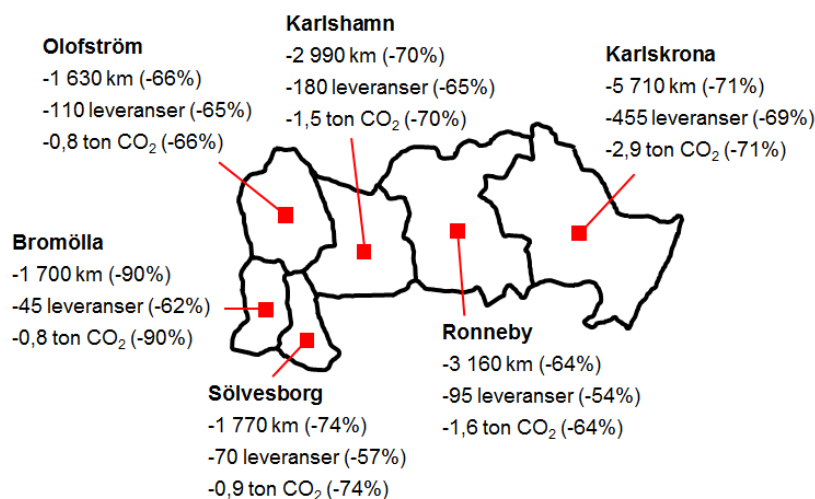 Olofström
-1 630 km (-66%)
-110 leveranser (-65%)
-0,8 ton CO₂ (-66%)
Karlshamn
-2 990 km (-70%)
-180 leveranser (-65%)
-1,5 ton CO₂ (-70%)
Karlskrona
-5 710 km (-71%)
-455 leveranser (-69%)
-2,9 ton CO₂ (-71%)
Bromölla
-1 700 km (-90%)
-45 leveranser (-62%)
-0,8 ton CO₂ (-90%)
Sölvesborg
-1 770 km (-74%)
-70 leveranser (-57%)
-0,9 ton CO₂ (-74%)
Ronneby
-3 160 km (-64%)
-95 leveranser (-54%)
-1,6 ton CO₂ (-64%)